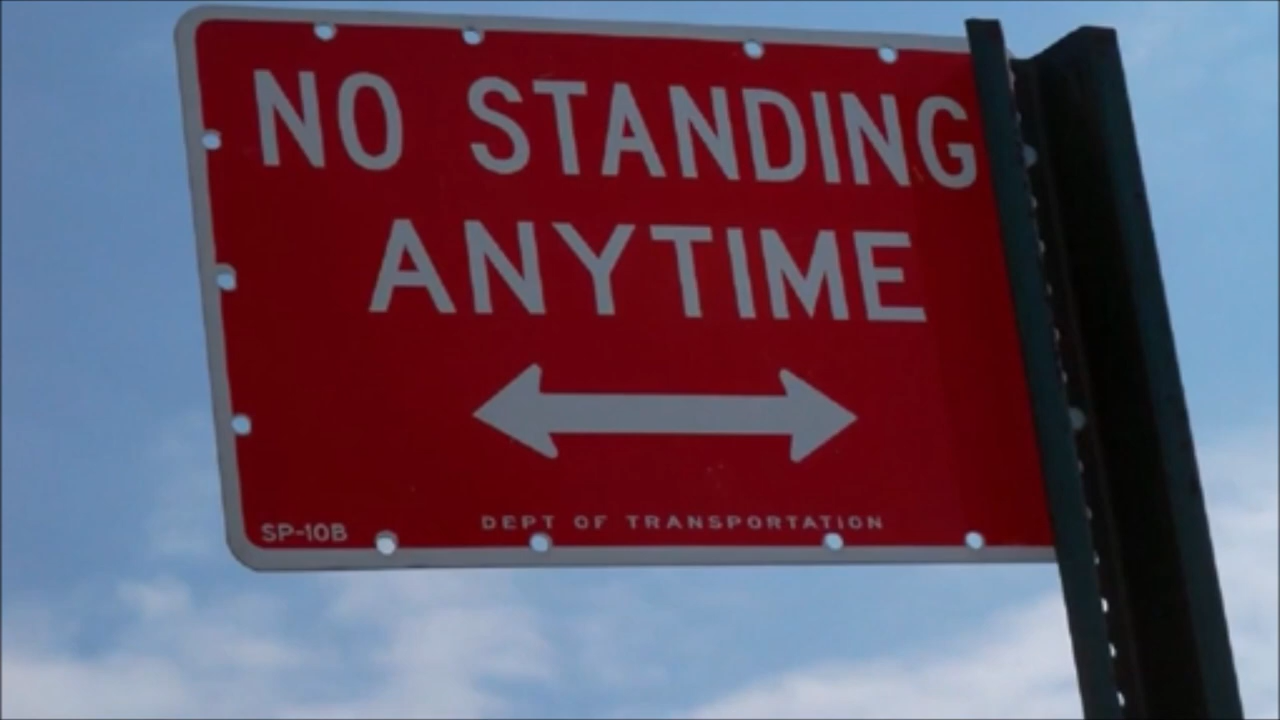 NO STANDING
ANYTIME
DEPT OF TRANSPORTATION
SP-10B